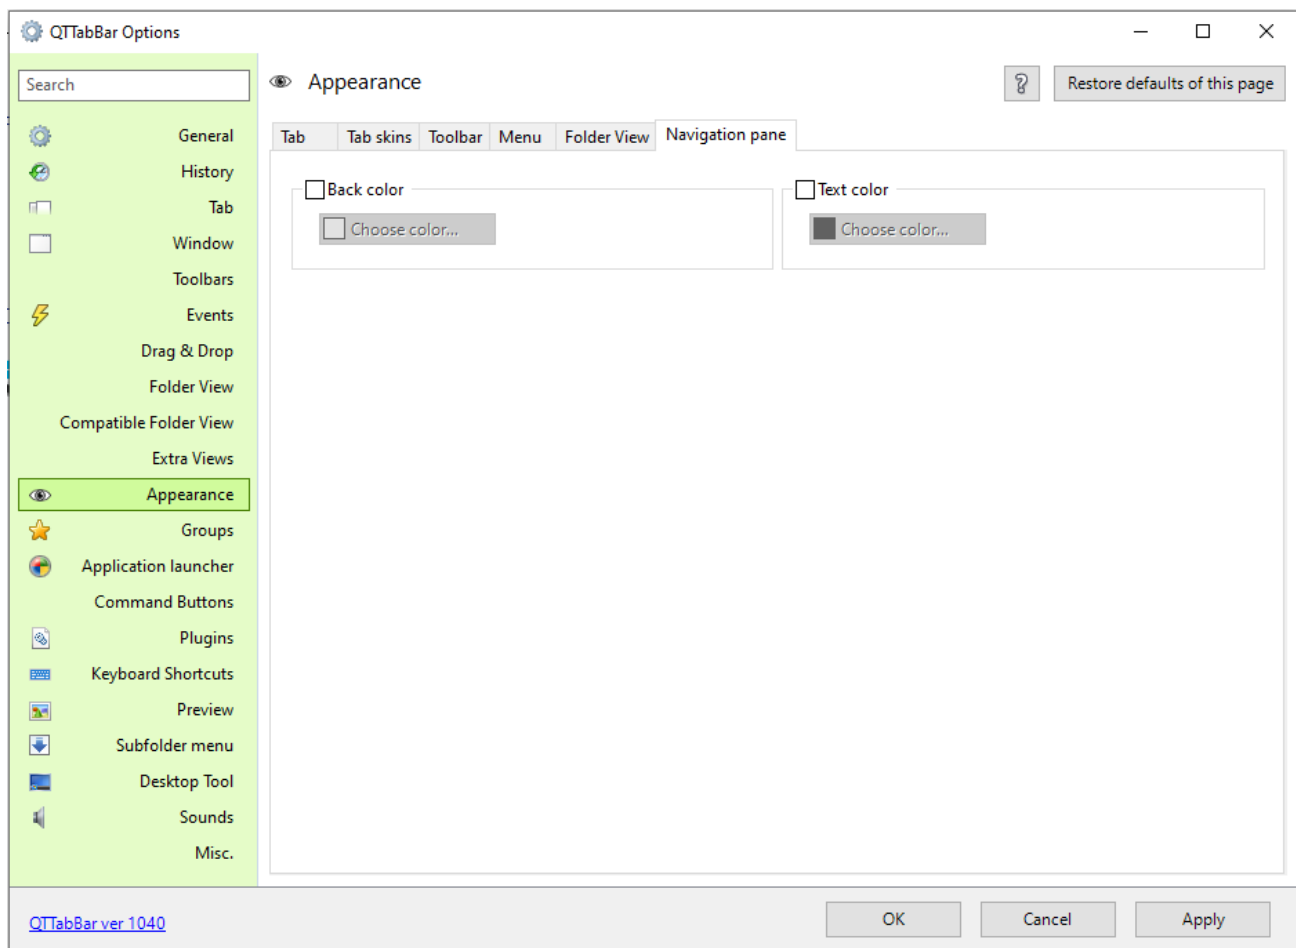 QTTabBar Options
Search
General
History
Tab
Window
Toolbars
Events
Drag & Drop
Folder View
Compatible Folder View
Extra Views
Appearance
Groups
Application launcher
Command Buttons
Plugins
Keyboard Shortcuts
Preview
Subfolder menu
Desktop Tool
Sounds
Misc.
Appearance
?
Restore defaults of this page
Tab Tab skins Toolbar Menu Folder View Navigation pane
Back color
Choose color...
Text color
Choose color...
QTTabBar ver 1040
OK Cancel Apply